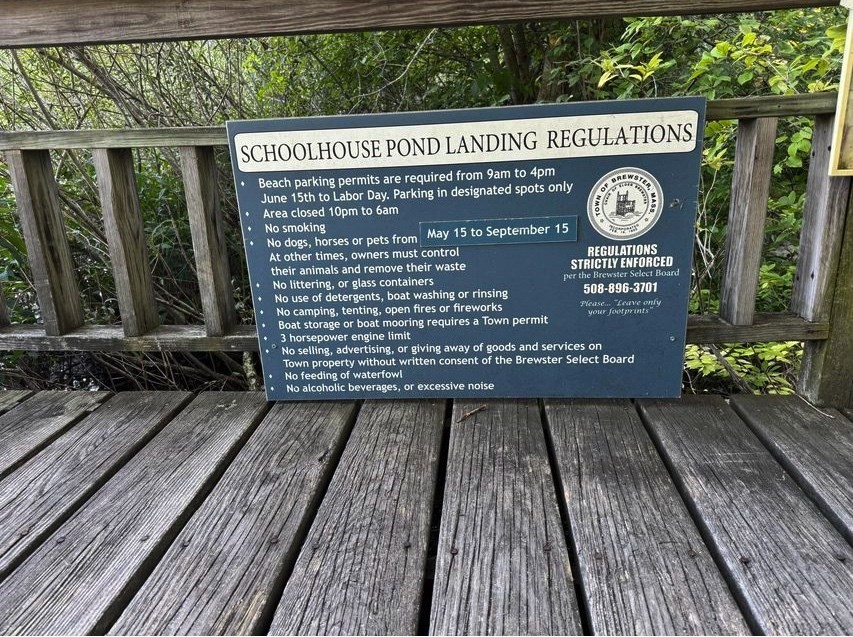 SCHOOLHOUSE POND LANDING REGULATIONS
Beach parking permits are required from 9am to 4pm
June 15th to Labor Day. Parking in designated spots only
Area closed 10pm to 6am
No smoking
No dogs, horses or pets from May 15 to September 15
At other times, owners must control
their animals and remove their waste
No littering, or glass containers
No use of detergents, boat washing or rinsing
No camping, tenting, open fires or fireworks
Boat storage or boat mooring requires a Town permit
3 horsepower engine limit
No selling, advertising, or giving away of goods and services on
Town property without written consent of the Brewster Select Board
No feeding of waterfowl
No alcoholic beverages, or excessive noise
TOWN OF BREWSTER, MASS.
REGULATIONS
STRICTLY ENFORCED
per the Brewster Select Board
508-896-3701
Please... "Leave only
your footprints"